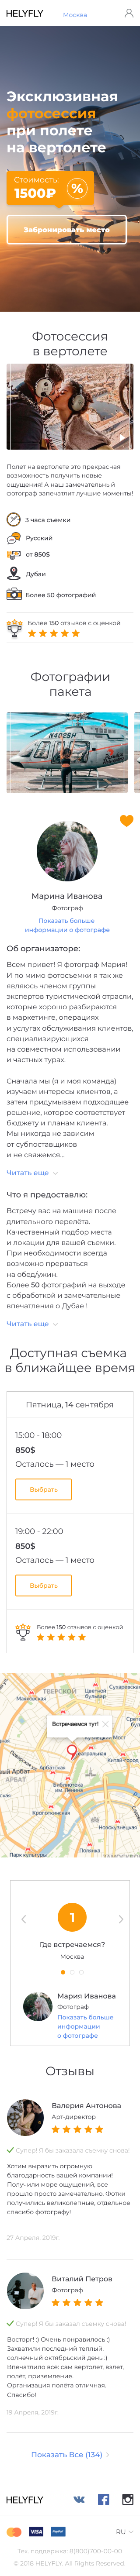 HELYFLY
Москва
Эксклюзивная
фотосессия
при полете
на вертолете
Стоимость:
1500₽
%
Забронировать место
Фотосессия
в вертолете
Полет на вертолете это прекрасная
возможность получить новые
ощущения! А наш замечательный
фотограф запечатлит лучшие моменты!
3 часа съемки
Русский
от 850$
Дубаи
Более 50 фотографий
Более 150 отзывов с оценкой
Фотографии
пакета
N402SH
Марина Иванова
Фотограф
Показать больше
информации о фотографе
Об организаторе:
Всем привет! Я фотограф Мария!
И по мимо фотосъемки я так же
являюсь членом группы
экспертов туристической отрасли,
которые хорошо разбираются
в маркетинге, операциях
и услугах обслуживания клиентов,
специализирующихся
на совместном использовании
и частных турах.
Сначала мы (я и моя команда)
изучаем интересы клиентов, а
затем придумываем подходящее
решение, которое подходит
бюджету и планам клиента.
Мы никогда не зависим
от субботставщиков
и не свяжемся...
Читать еще
Что я предоставлю:
Встречу вас на машине после
длительного перелёта.
Качественный подбор места
и локации для вашей съемки.
При необходимости всегда
возможно прерваться
на обед/ужин.
Более 50 фотографий на выходе
с обработкой и замечательные
впечатления о Дубае !
Читать еще
Доступная съемка
в ближайшее время
Пятница, 14 сентября
15:00 - 18:00
850$
Осталось — 1 место
Выбрать
19:00 - 22:00
850$
Осталось — 1 место
Выбрать
Более 150 отзывов с оценкой
ТВЕРСКОЙ
Цветной
бульвар
Сухаревская
Маяковская
Встречаемся тут!
Арбатская
АРБАТ
Библиотека
им. Ленина
Китай-город
Кропоткинская
Новокузнецкая
Полянка
Парк культуры
1
Где встречаемся?
Москва
Мария Иванова
Фотограф
Показать больше
информации
о фотографе
Отзывы
Валерия Антонова
Арт-директор
Супер! Я бы заказала съемку снова!
Хотим выразить огромную
благодарность вашей компании!
Получили море ощущений, все
прошло просто замечательно. Фотки
получились великолепные, отдельное
спасибо фотографу!
27 Апреля, 2019г.
Виталий Петров
Фотограф
Супер! Я бы заказал съемку снова!
Восторг! :) Очень понравилось :)
Захватили последний теплый,
солнечный октябрьский день :)
Впечатлило всё: сам вертолет, взлет,
полёт, приземление.
Организация полёта отличная.
Спасибо!
19 Апреля, 2019г.
Показать Все (134)
HELYFLY
VISA
PayPal
RU
Тех. поддержка: 8(800)700-00-00
© 2018 HELYFLY. All Rights Reserved.